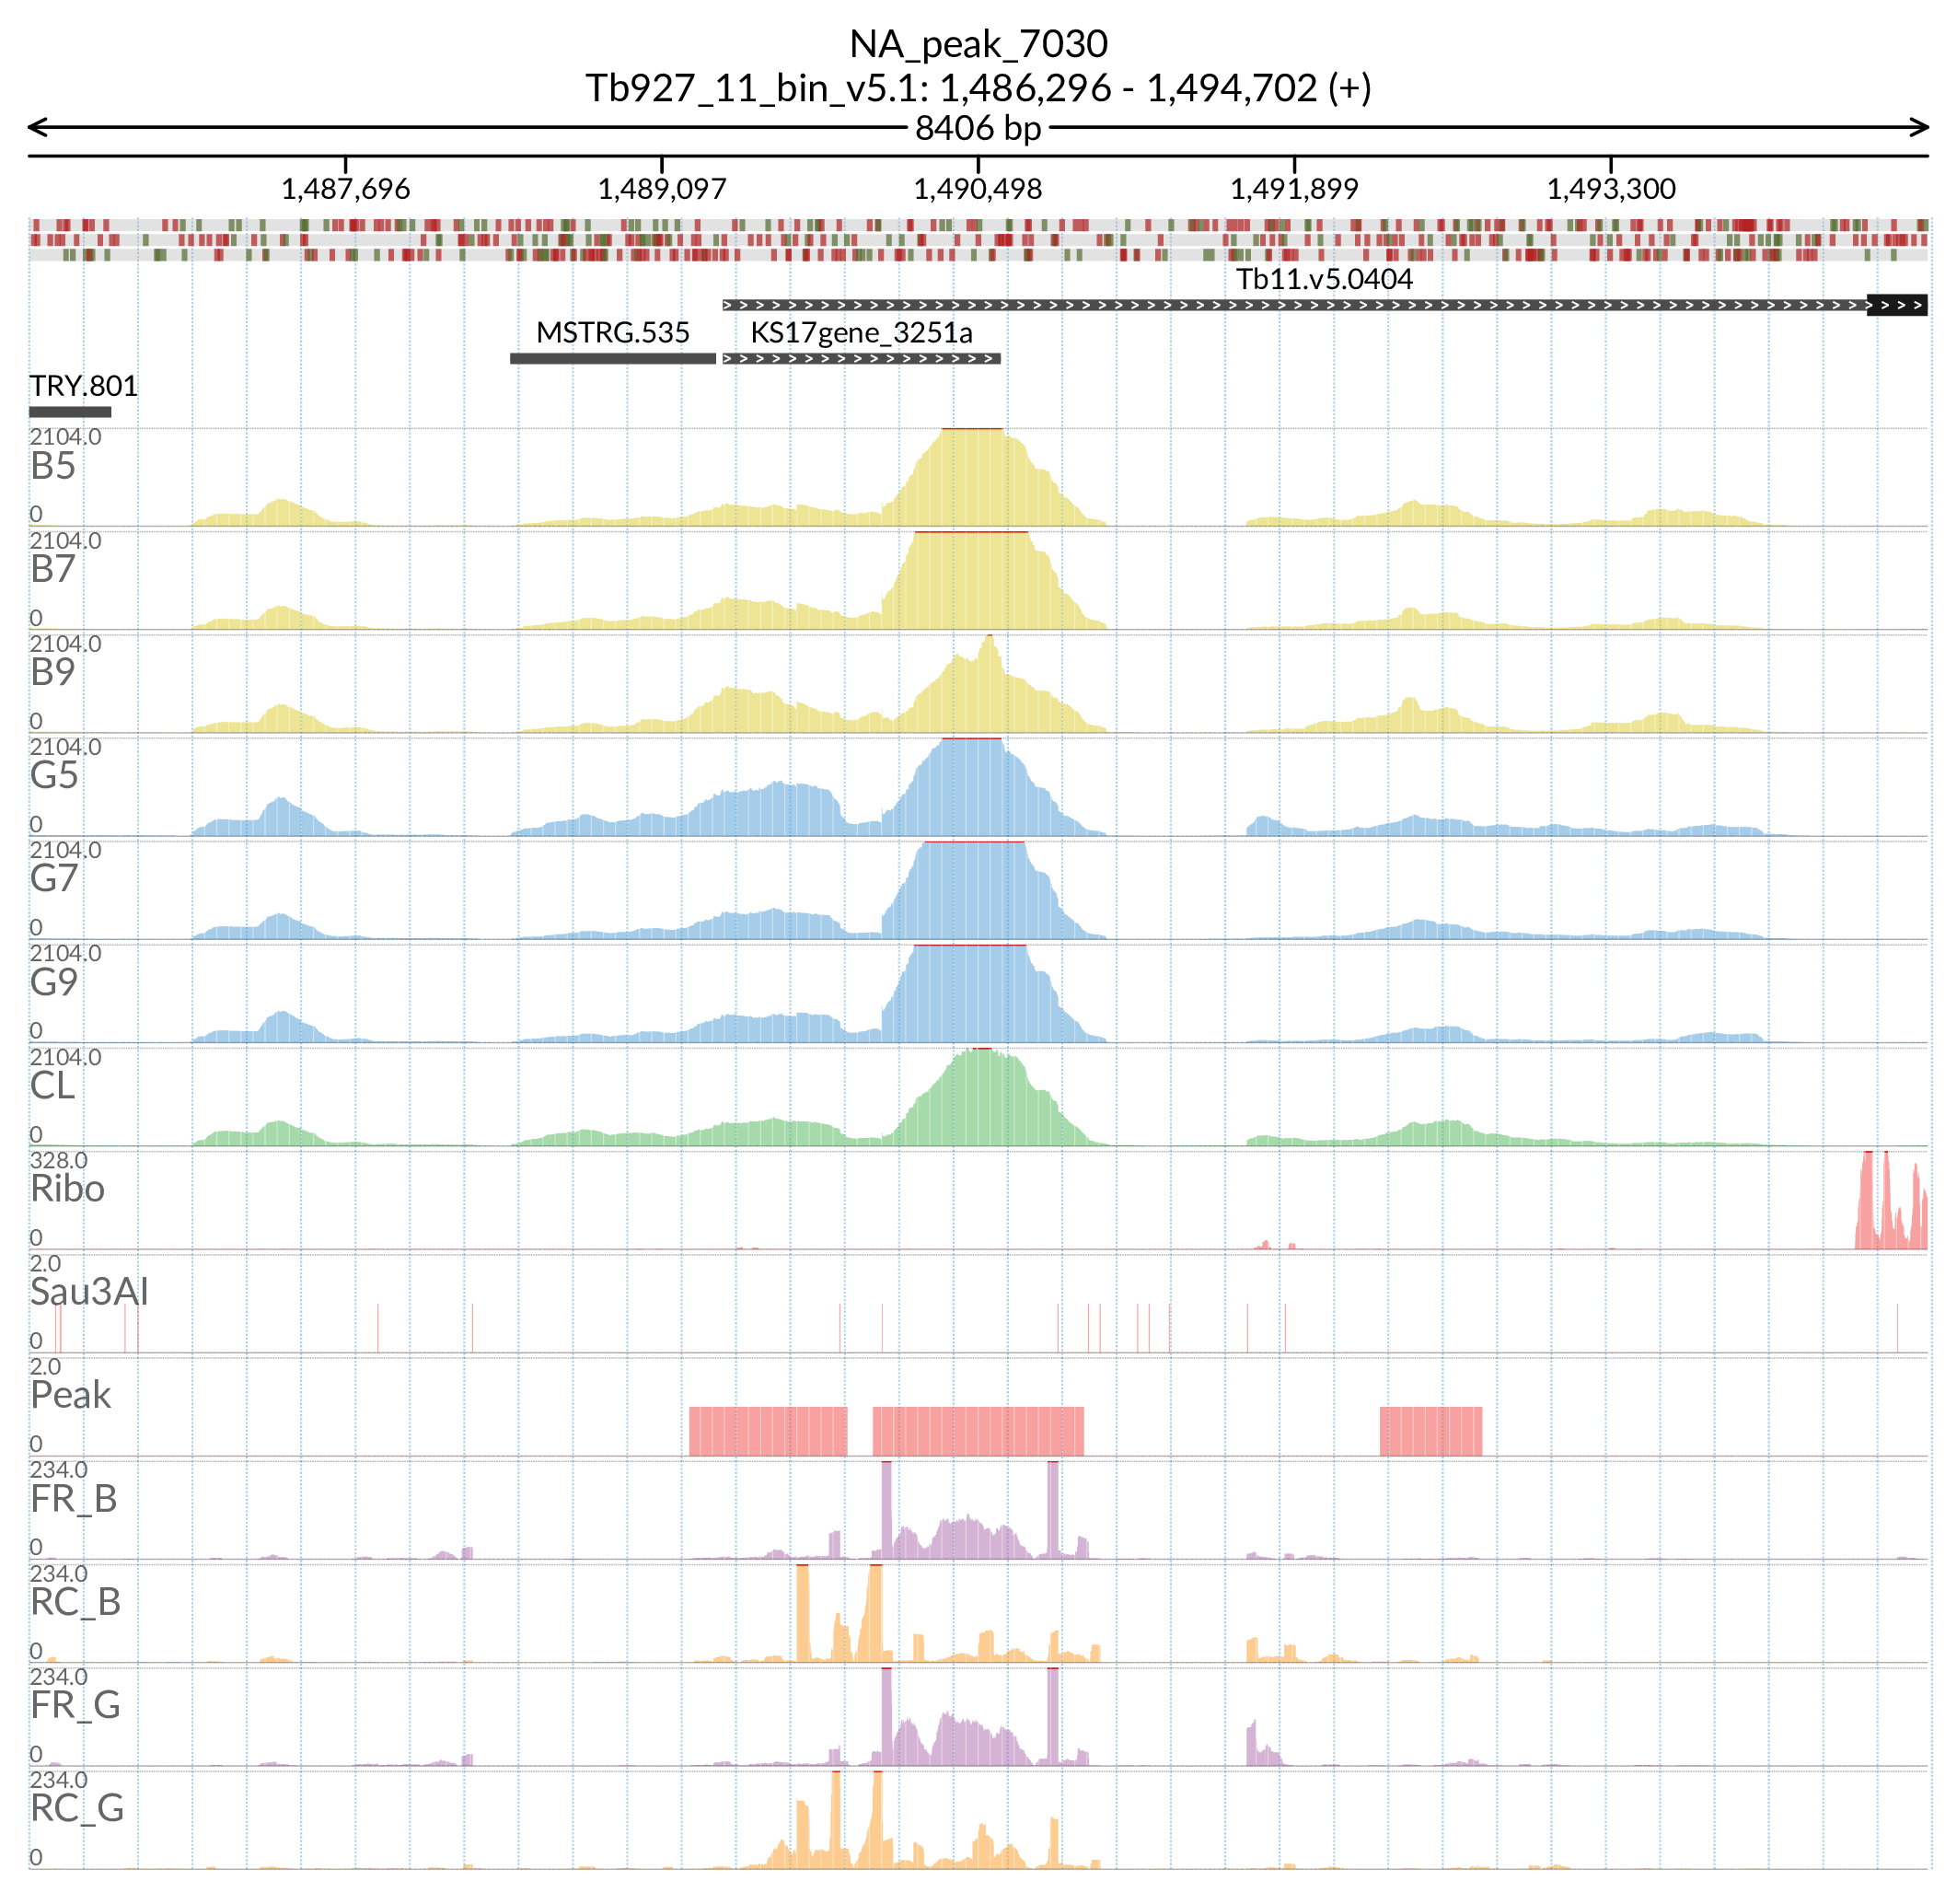 NA_peak_7030
Tb927_11_bin_v5.1: 1,486,296 - 1,494,702 (+)
8406 bp
1,487,696 1,489,097 1,490,498 1,491,899 1,493,300
Tb11.v5.0404
MSTRG.535 KS17gene_3251a
TRY.801
2104.0
B5
0
2104.0
B7
0
2104.0
B9
0
2104.0
G5
0
2104.0
G7
0
2104.0
G9
0
2104.0
CL
0
328.0
Ribo
0
2.0
Sau3AI
0
2.0
Peak
0
234.0
FR_B
0
234.0
RC_B
0
234.0
FR_G
0
234.0
RC_G
0